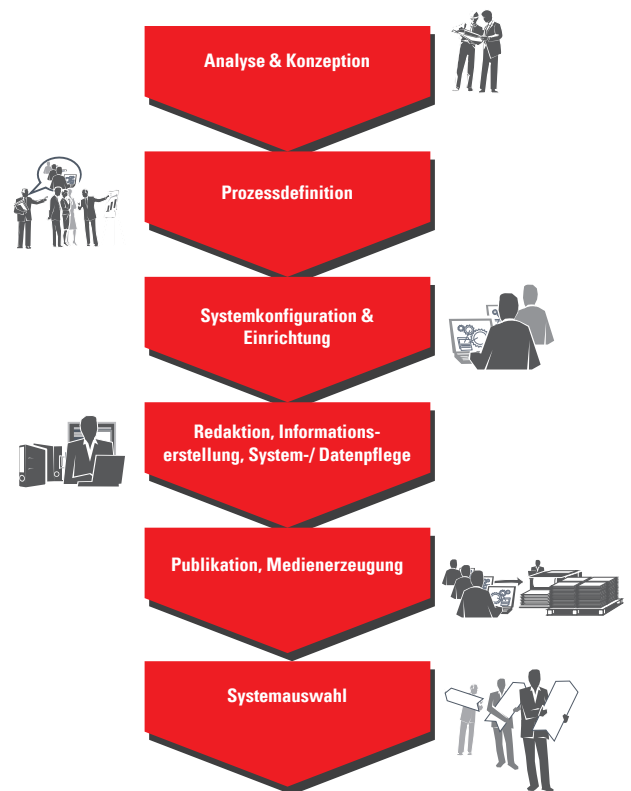 Analyse & Konzeption
Prozessdefinition
Systemkonfiguration &
Einrichtung
Redaktion, Informations-
erstellung, System-/ Datenpflege
Publikation, Medienerzeugung
Systemauswahl